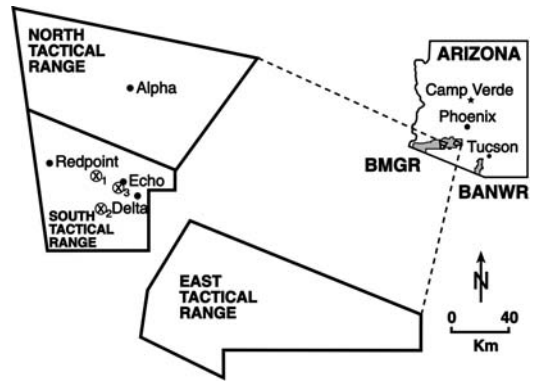 NORTH
TACTICAL
RANGE
Alpha
Redpoint
1
Echo
3
2 Delta
SOUTH
TACTICAL
RANGE
EAST
TACTICAL
RANGE
ARIZONA
Camp Verde
Phoenix
Tucson
BMGR
BANWR
N
0 40
Km